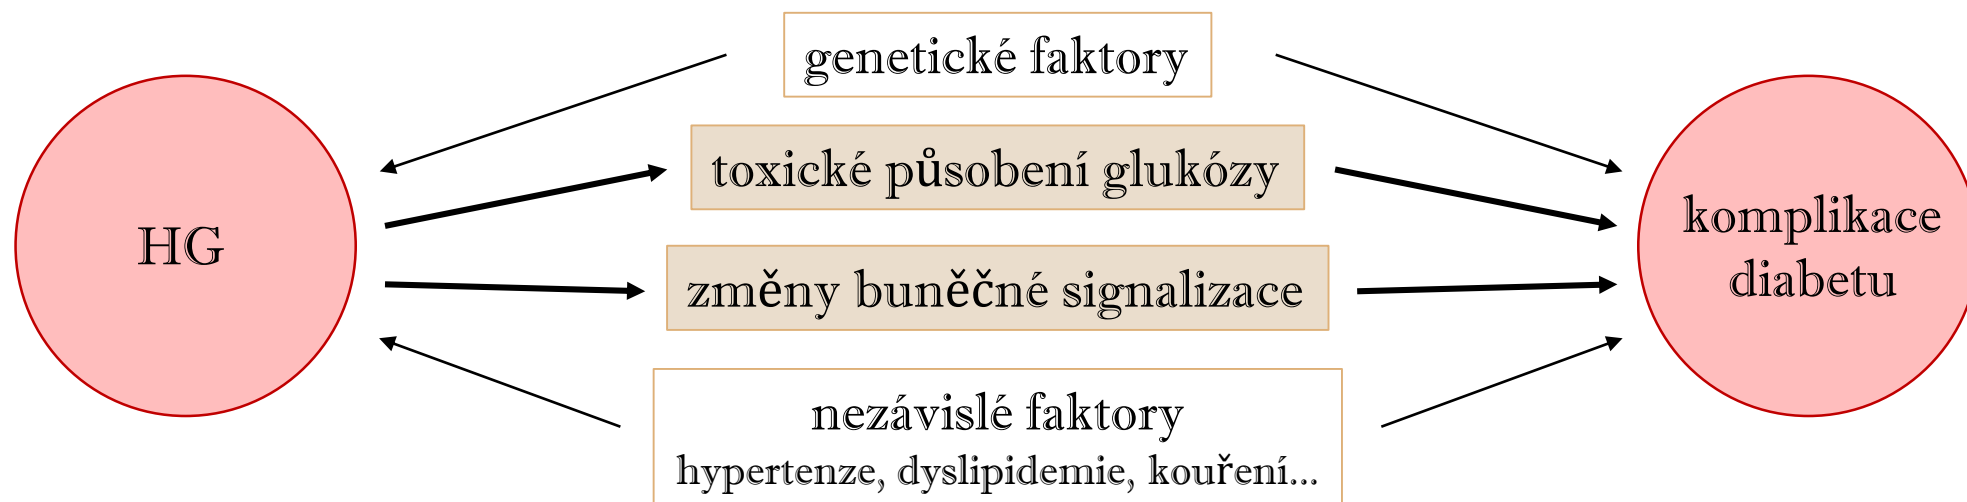 genetické faktory
toxické působení glukózy
HG
změny buněčné signalizace
komplikace
diabetu
nezávislé faktory
hypertenze, dyslipidemie, kouření...